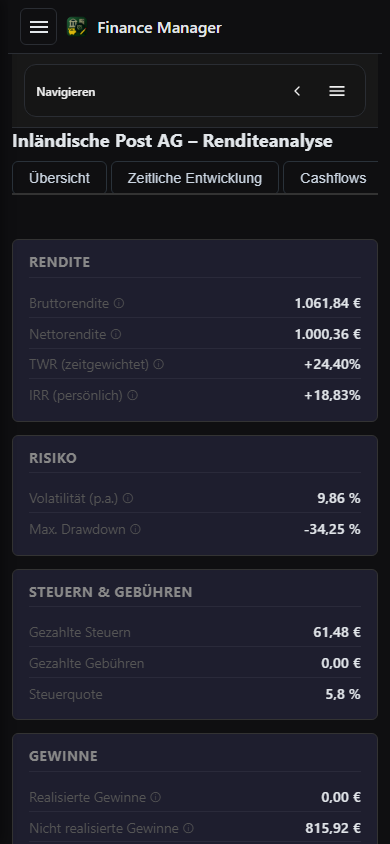 Finance Manager
Navigieren
Inländische Post AG – Renditeanalyse
Übersicht
Zeitliche Entwicklung
Cashflows
RENDITE
Bruttorendite 1.061,84 €
Nettorendite 1.000,36 €
TWR (zeitgewichtet) +24,40%
IRR (persönlich) +18,83%
RISIKO
Volatilität (p.a.) 9,86 %
Max. Drawdown -34,25 %
STEUERN & GEBÜHREN
Gezahlte Steuern 61,48 €
Gezahlte Gebühren 0,00 €
Steuerquote 5,8 %
GEWINNE
Realisierte Gewinne 0,00 €
Nicht realisierte Gewinne 815,92 €